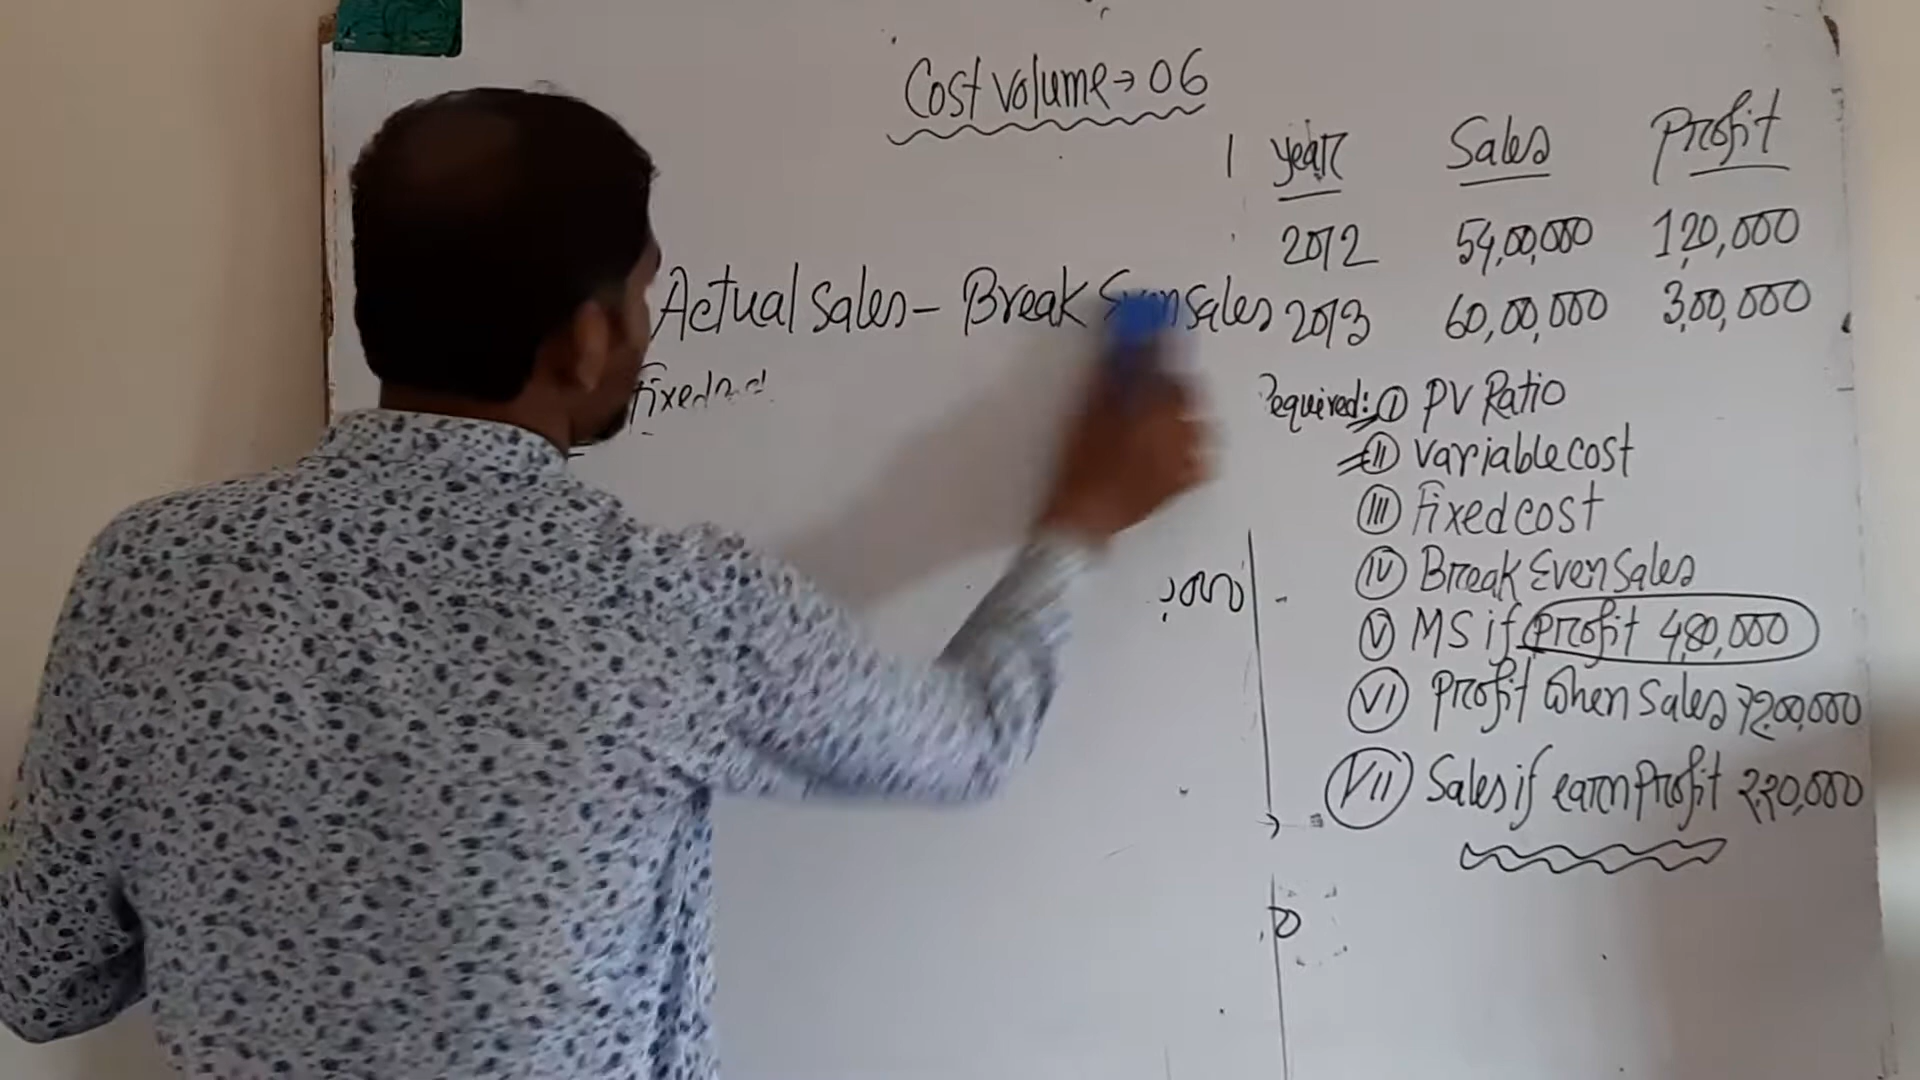 Cost volume → 06
Year Sales Profit
2012 54,00,000 1,20,000
2013 60,00,000 3,00,000
Actual Sales - Break Even Sales
Fixed
Required: (I) PV Ratio
(II) Variable cost
(III) Fixed cost
(IV) Break Even Sales
(V) MS if Profit 4,80,000
(VI) Profit when Sales 72,00,000
(VII) Sales if earn Profit 2,20,000